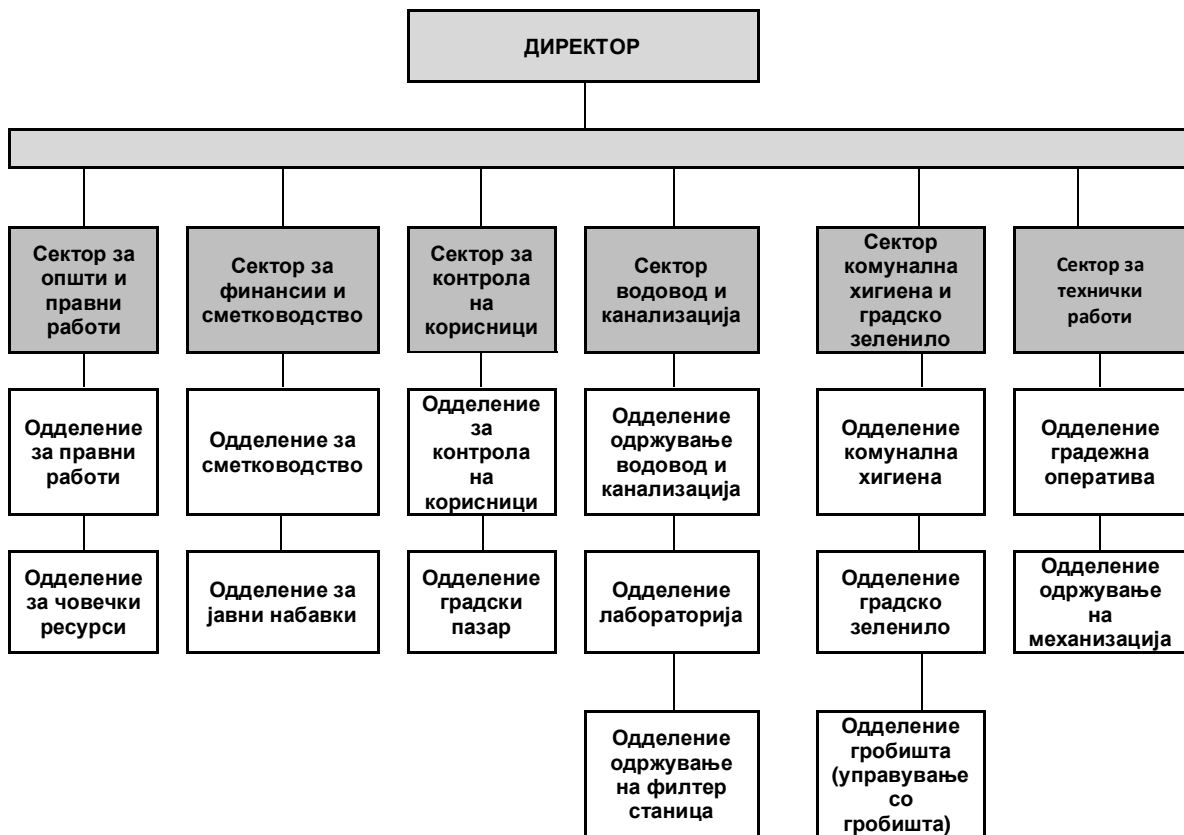 ДИРЕКТОР
Сектор за
општи и
правни
работи
Сектор за
финансии и
сметководство
Сектор за
контрола
на
корисници
Сектор
водовод и
канализација
Сектор
комунална
хигиена и
градско
зеленило
Сектор за
технички
работи
Одделение
за правни
работи
Одделение за
сметководство
Одделение
за
контрола
на
корисници
Одделение
одржување
водовод и
канализација
Одделение
комунална
хигиена
Одделение
градежна
оператива
Одделение
за човечки
ресурси
Одделение за
јавни набавки
Одделение
градски
пазар
Одделение
лабораторија
Одделение
градско
зеленило
Одделение
одржување
на
механизација
Одделение
одржување
на филтер
станица
Одделение
гробишта
(управување
со
гробишта)